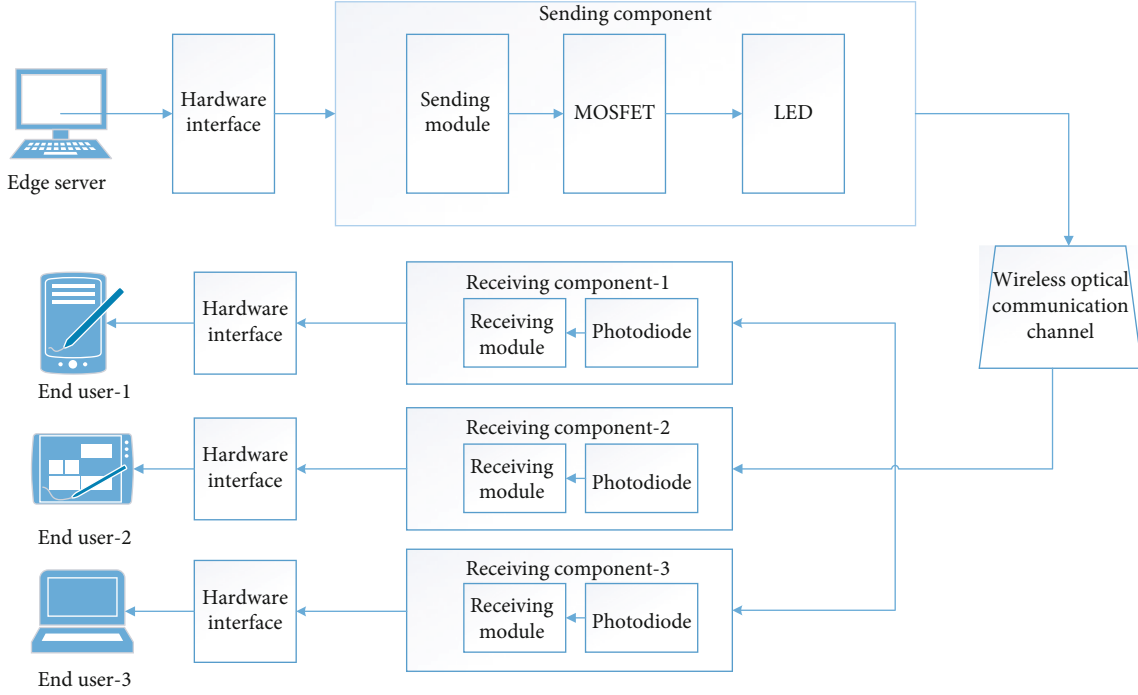 Sending component
Hardware
interface
Sending
module
MOSFET
LED
Edge server
Wireless optical
communication
channel
Receiving component-1
Hardware
interface
Receiving
module
Photodiode
End user-1
Receiving component-2
Hardware
interface
Receiving
module
Photodiode
End user-2
Receiving component-3
Hardware
interface
Receiving
module
Photodiode
End user-3